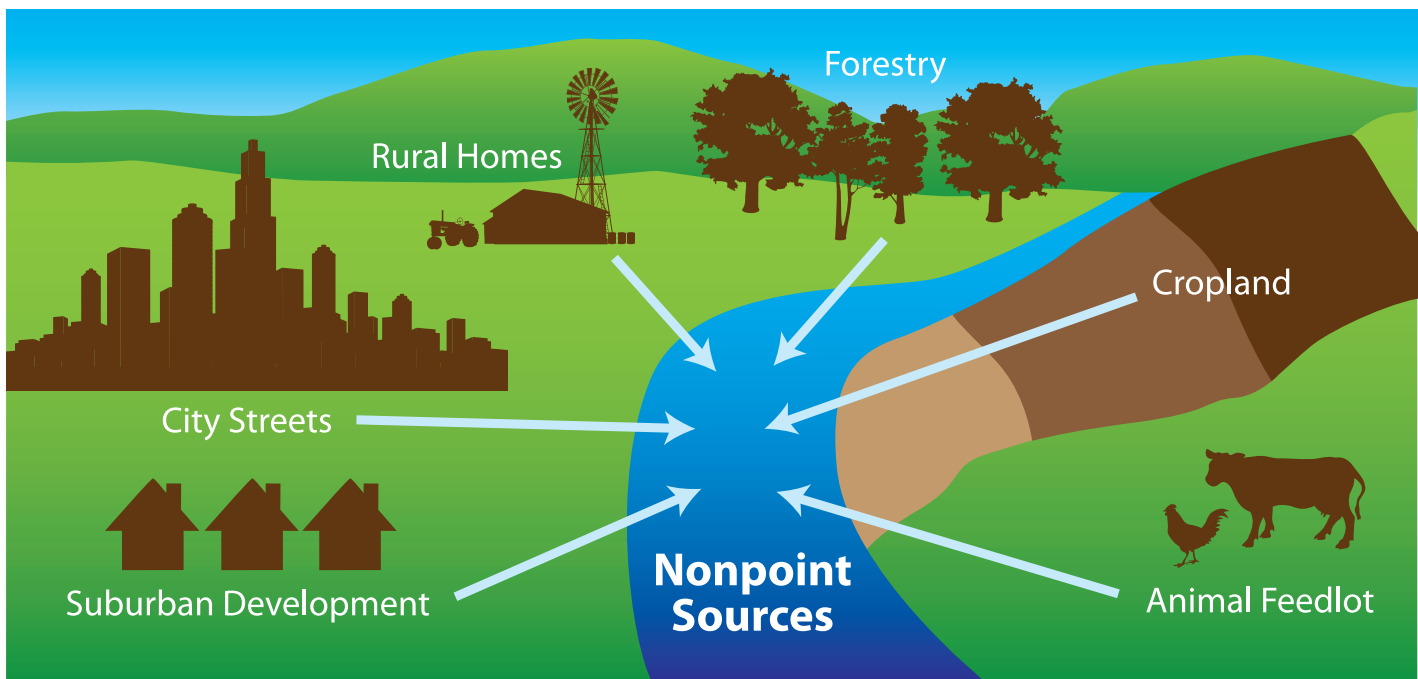 Forestry
Rural Homes
Cropland
City Streets
Nonpoint
Sources
Suburban Development
Animal Feedlot